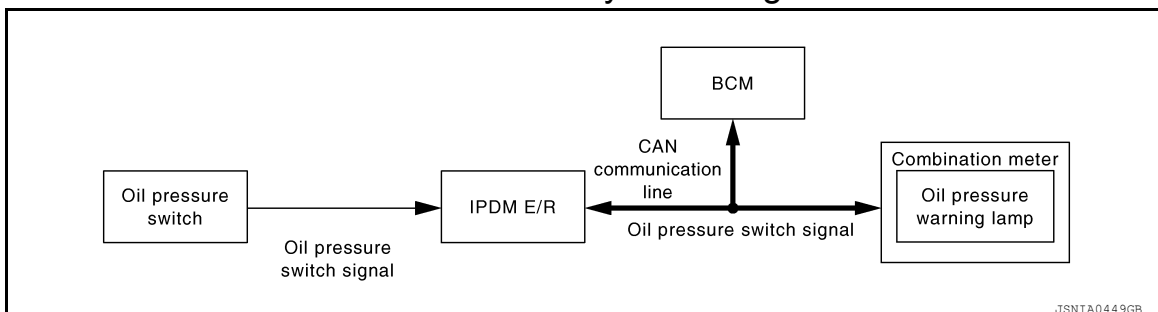 BCM
CAN
communication
line
Combination meter
Oil pressure
switch
IPDM E/R
Oil pressure
warning lamp
Oil pressure switch signal
Oil pressure
switch signal
JSNIA0449GB